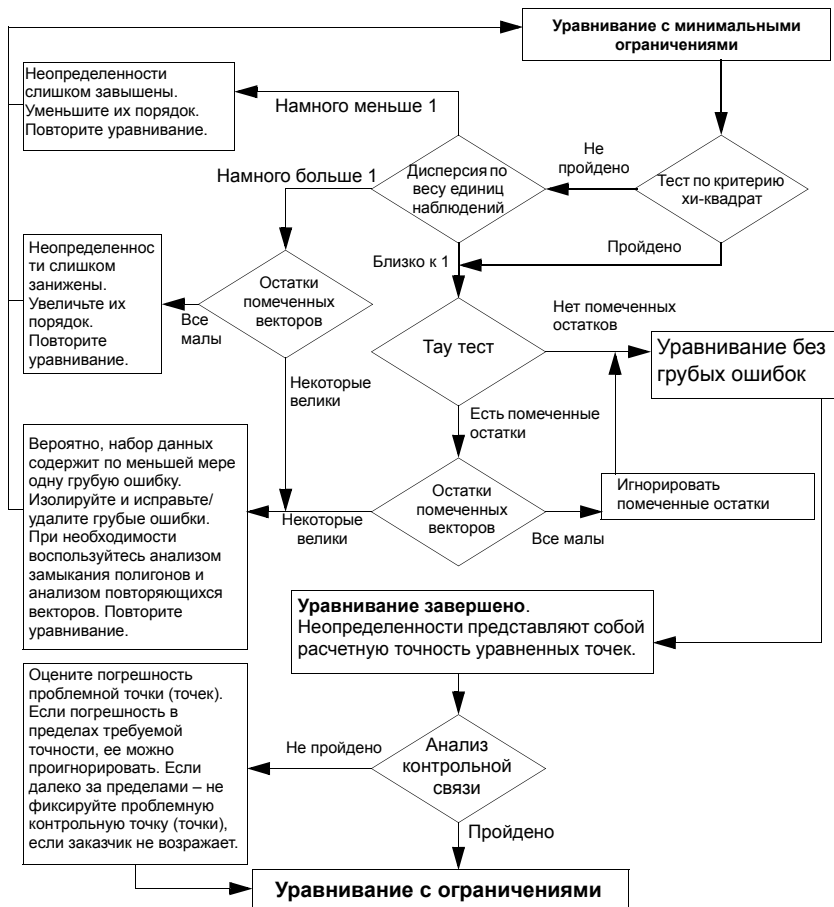 Уравнивание с минимальными
ограничениями
Неопределенности
слишком завышены.
Уменьшите их порядок.
Повторите уравнивание.
Намного меньше 1
Не
пройдено
Дисперсия по
весу единиц
наблюдений
Тест по критерию
хи-квадрат
Намного больше 1
Пройдено
Близко к 1
Неопределеннос
ти слишком
занижены.
Увеличьте их
порядок.
Повторите
уравнивание.
Все
малы
Остатки
помеченных
векторов
Нет помеченных
остатков
Тау тест
Уравнивание без
грубых ошибок
Некоторые
велики
Есть помеченные
остатки
Вероятно, набор данных
содержит по меньшей мере
одну грубую ошибку.
Изолируйте и исправьте/
удалите грубые ошибки.
При необходимости
воспользуйтесь анализом
замыкания полигонов и
анализом повторяющихся
векторов. Повторите
уравнивание.
Некоторые
велики
Остатки
помеченных
векторов
Все малы
Игнорировать
помеченные остатки
Уравнивание завершено.
Неопределенности представляют собой
расчетную точность уравненных точек.
Оцените погрешность
проблемной точки (точек).
Если погрешность в
пределах требуемой
точности, ее можно
проигнорировать. Если
далеко за пределами – не
фиксируйте проблемную
контрольную точку (точки),
если заказчик не возражает.
Не пройдено
Анализ
контрольной
связи
Пройдено
Уравнивание с ограничениями